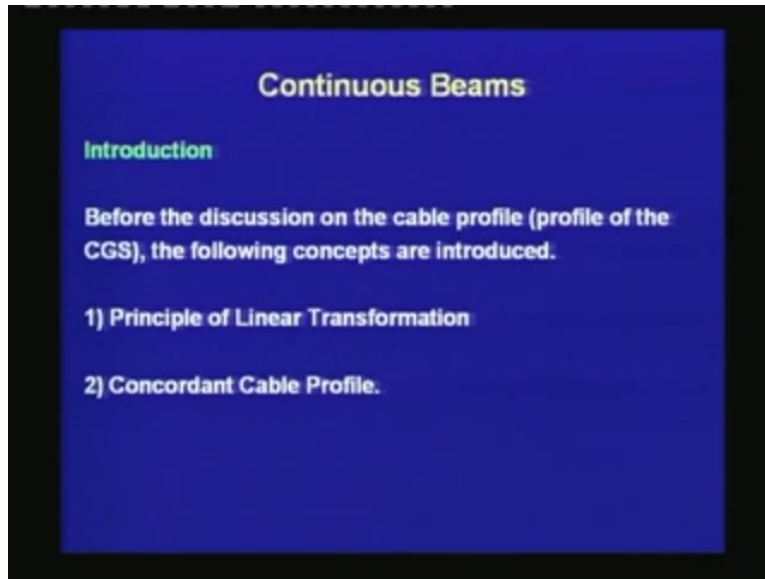 Continuous Beams
Introduction
Before the discussion on the cable profile (profile of the
CGS), the following concepts are introduced.
1) Principle of Linear Transformation
2) Concordant Cable Profile.